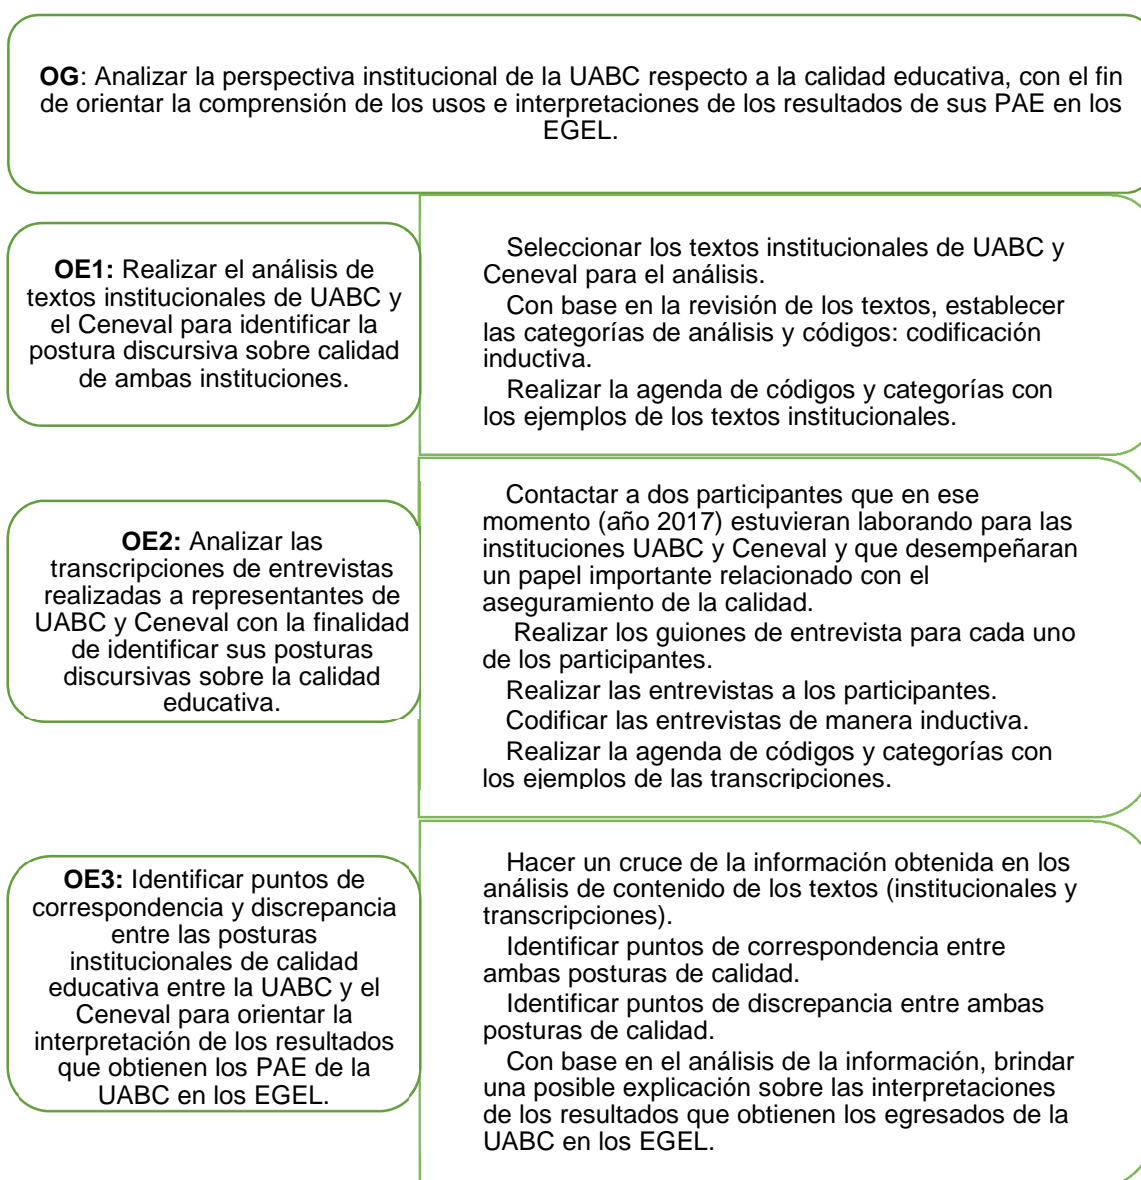 OG: Analizar la perspectiva institucional de la UABC respecto a la calidad educativa, con el fin
de orientar la comprensión de los usos e interpretaciones de los resultados de sus PAE en los
EGEL.
OE1: Realizar el análisis de
textos institucionales de UABC y
el Ceneval para identificar la
postura discursiva sobre calidad
de ambas instituciones.
Seleccionar los textos institucionales de UABC y
Ceneval para el análisis.
Con base en la revisión de los textos, establecer
las categorías de análisis y códigos: codificación
inductiva.
Realizar la agenda de códigos y categorías con
los ejemplos de los textos institucionales.
OE2: Analizar las
transcripciones de entrevistas
realizadas a representantes de
UABC y Ceneval con la finalidad
de identificar sus posturas
discursivas sobre la calidad
educativa.
Contactar a dos participantes que en ese
momento (año 2017) estuvieran laborando para las
instituciones UABC y Ceneval y que desempeñaran
un papel importante relacionado con el
aseguramiento de la calidad.
Realizar los guiones de entrevista para cada uno
de los participantes.
Realizar las entrevistas a los participantes.
Codificar las entrevistas de manera inductiva.
Realizar la agenda de códigos y categorías con
los ejemplos de las transcripciones.
OE3: Identificar puntos de
correspondencia y discrepancia
entre las posturas
institucionales de calidad
educativa entre la UABC y el
Ceneval para orientar la
interpretación de los resultados
que obtienen los PAE de la
UABC en los EGEL.
Hacer un cruce de la información obtenida en los
análisis de contenido de los textos (institucionales y
transcripciones).
Identificar puntos de correspondencia entre
ambas posturas de calidad.
Identificar puntos de discrepancia entre ambas
posturas de calidad.
Con base en el análisis de la información, brindar
una posible explicación sobre las interpretaciones
de los resultados que obtienen los egresados de la
UABC en los EGEL.